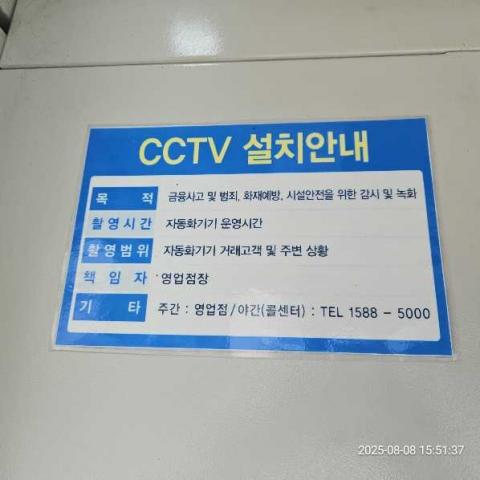 CCTV 설치안내
목 적 금융사고 및 범죄, 화재예방, 시설안전을 위한 감시 및 녹화
촬영시간 자동화기기 운영시간
촬영범위 자동화기기 거래고객 및 주변 상황
책임자 영업점장
기 타 주간 : 영업점 / 야간(콜센터) : TEL 1588 - 5000
2025-08-08 15:51:37